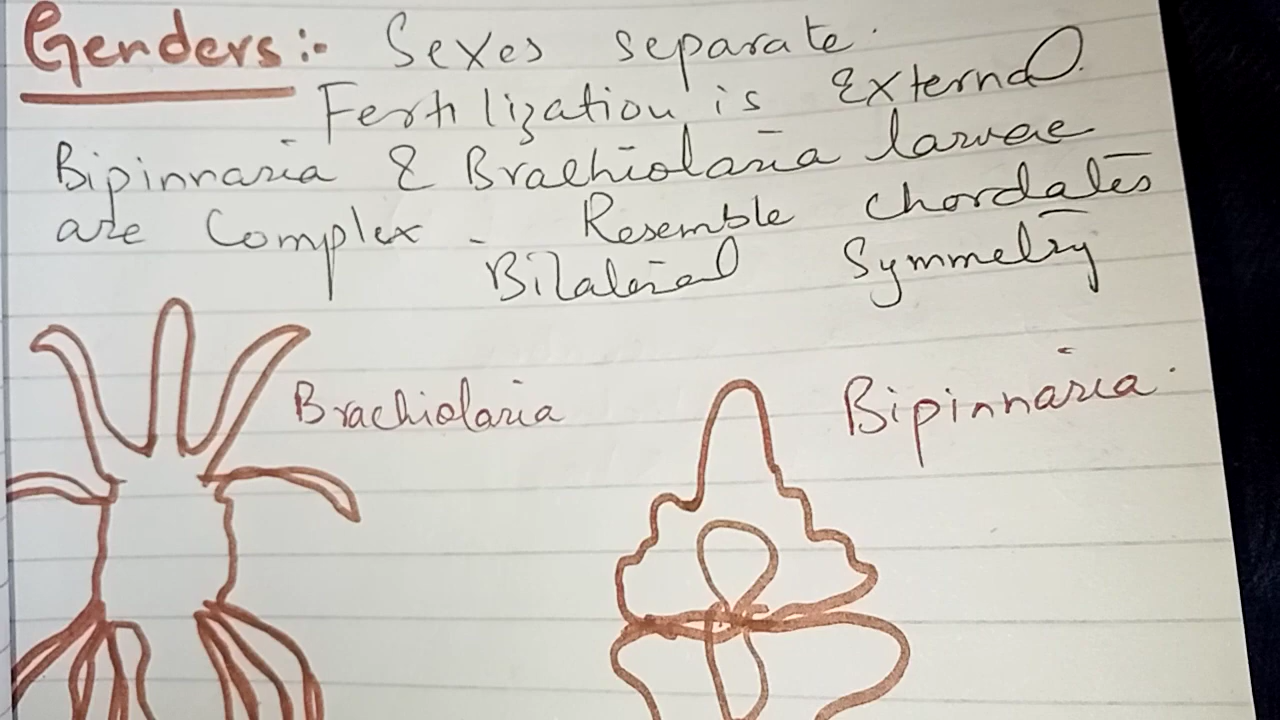 Genders:- Sexes separate.
Fertilization is External.
Bipinnaria & Brachiolaria larvae
are Complex - Resemble chordates
Bilateral Symmetry
Brachiolaria
Bipinnaria.